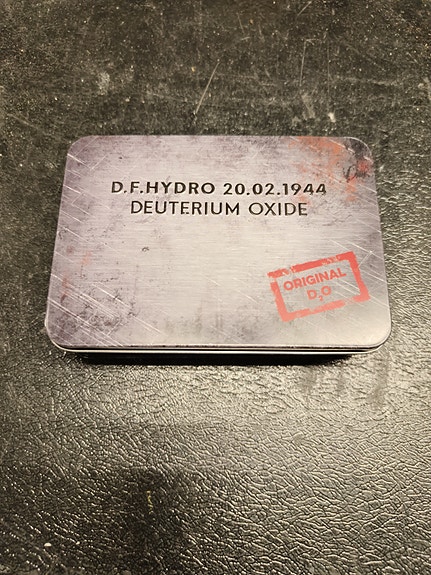 D.F.HYDRO 20.02.1944
DEUTERIUM OXIDE
ORIGINAL
D₂O